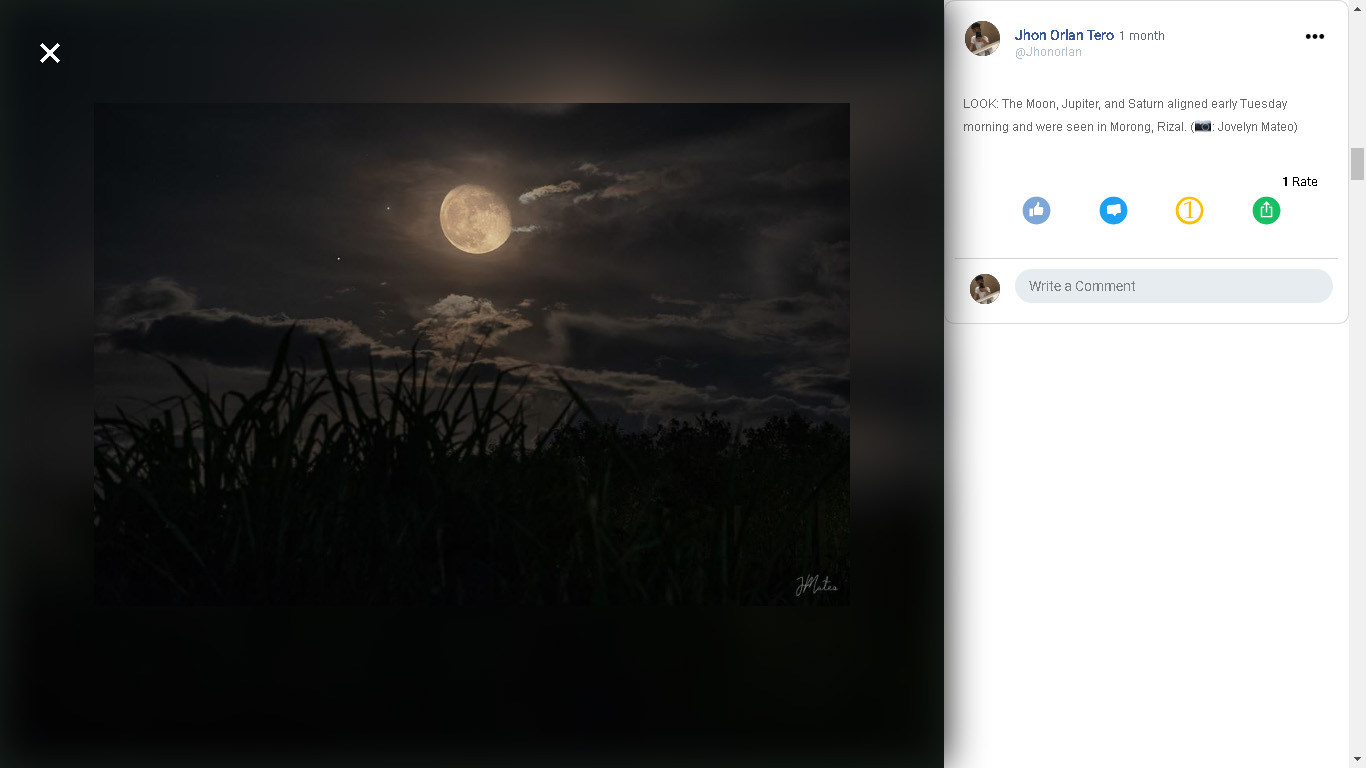 Jhon Orlan Tero 1 month
@Jhonorlan
LOOK: The Moon, Jupiter, and Saturn aligned early Tuesday
morning and were seen in Morong, Rizal. (📷: Jovelyn Mateo)
1 Rate
1
Write a Comment
JMateo